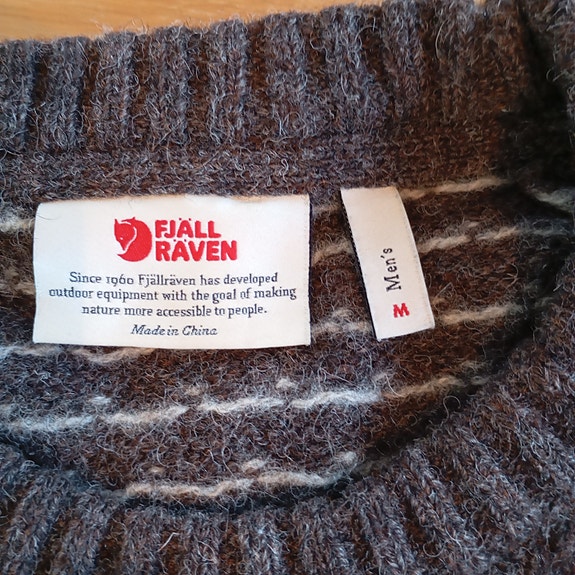 FJÄLL
RÄVEN
Since 1960 Fjällräven has developed
outdoor equipment with the goal of making
nature more accessible to people.
Made in China
Men's
M